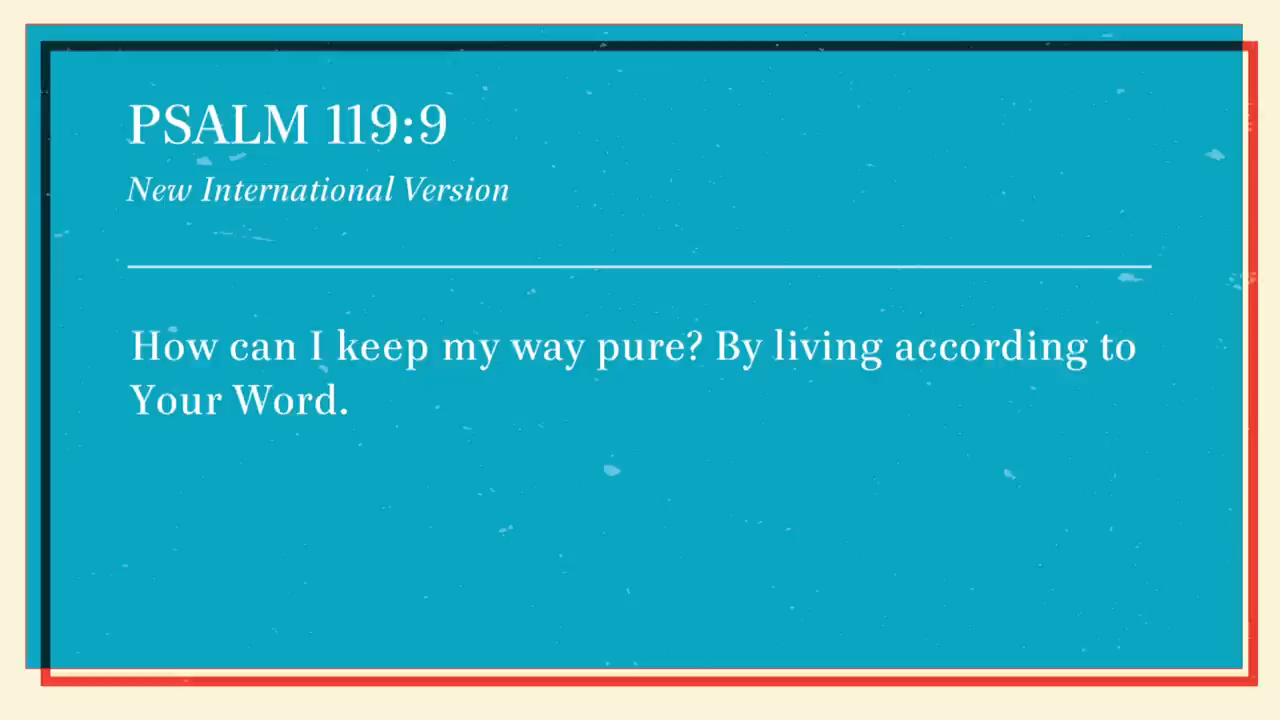 PSALM 119:9
New International Version
How can I keep my way pure? By living according to
Your Word.